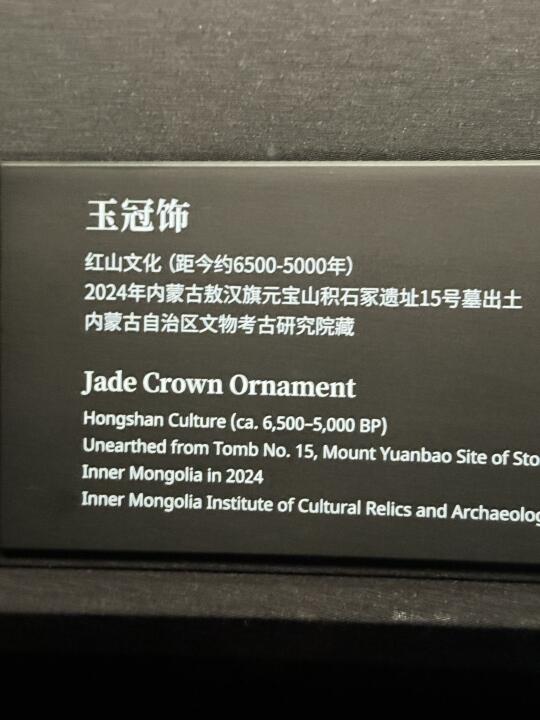 玉冠饰
红山文化（距今约6500-5000年）
2024年内蒙古敖汉旗元宝山积石冢遗址15号墓出土
内蒙古自治区文物考古研究院藏
Jade Crown Ornament
Hongshan Culture (ca. 6,500–5,000 BP)
Unearthed from Tomb No. 15, Mount Yuanbao Site of
Inner Mongolia in 2024
Inner Mongolia Institute of Cultural Relics and